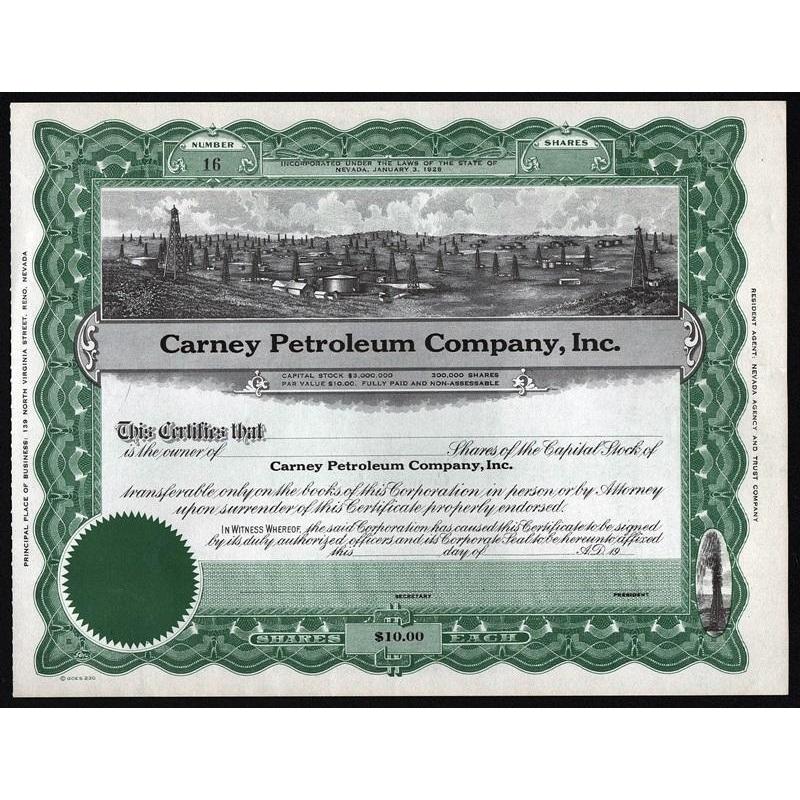 NUMBER
16
SHARES
INCORPORATED UNDER THE LAWS OF THE STATE OF
NEVADA, JANUARY 3, 1928
Carney Petroleum Company, Inc.
CAPITAL STOCK $3,000,000 300,000 SHARES
PAR VALUE $10.00. FULLY PAID AND NON-ASSESSABLE
This Certifies that
is the owner of Shares of the Capital Stock of
Carney Petroleum Company, Inc.
transferable only on the books of this Corporation in person or by Attorney
upon surrender of this Certificate properly endorsed.
IN WITNESS WHEREOF, the said Corporation has caused this Certificate to be signed
by its duly authorized officers and its Corporate Seal to be hereunto affixed
this day of A.D. 19
SECRETARY PRESIDENT
SHARES $10.00 EACH
© GOES 230
PRINCIPAL PLACE OF BUSINESS: 139 NORTH VIRGINIA STREET, RENO, NEVADA
RESIDENT AGENT: NEVADA AGENCY AND TRUST COMPANY